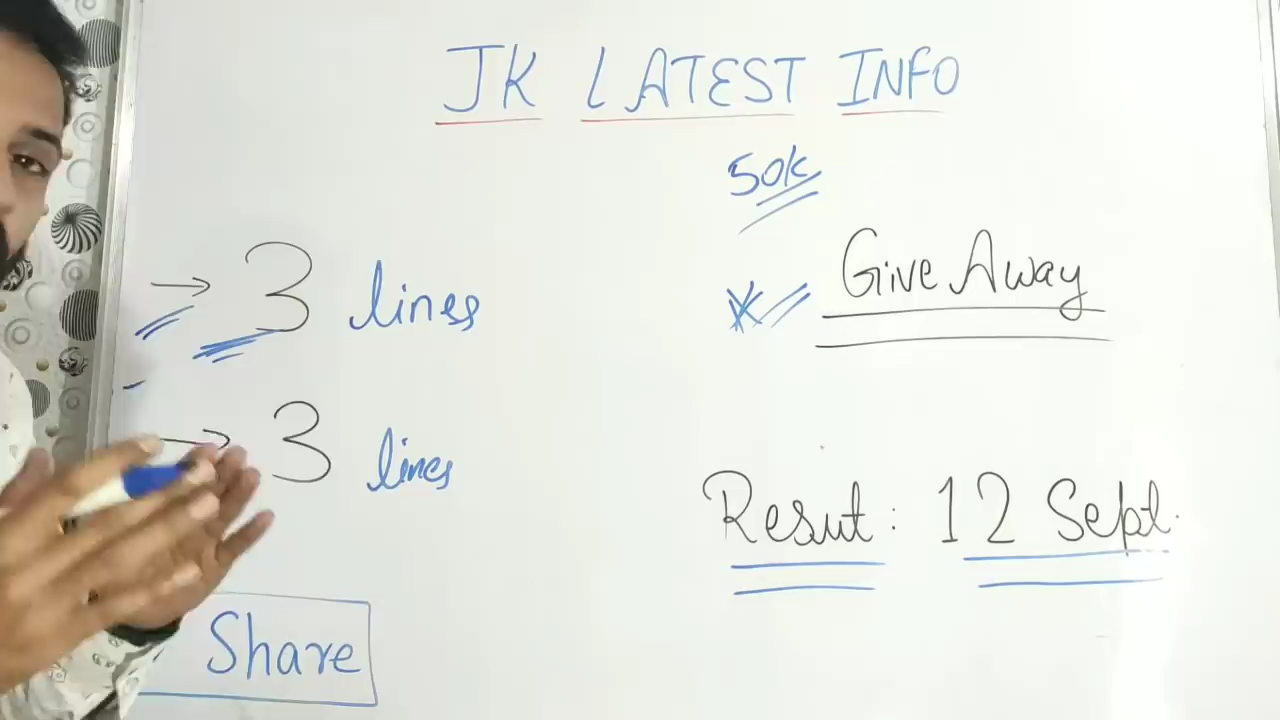 JK LATEST INFO
50k
Give Away
→ 3 lines
→ 3 lines
Resut: 12 Sept.
Share